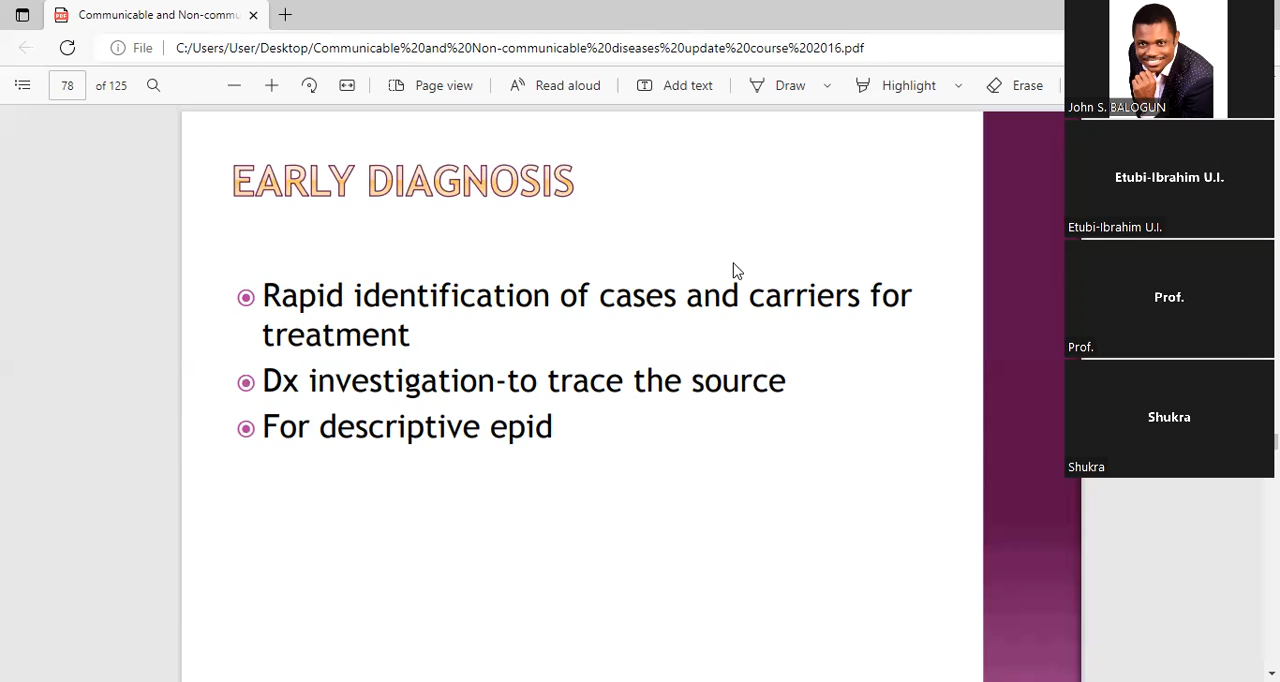 Communicable and Non-commu
File
C:/Users/User/Desktop/Communicable%20and%20Non-communicable%20diseases%20update%20course%202016.pdf
78 of 125
Page view
Read aloud
Add text
Draw
Highlight
Erase
EARLY DIAGNOSIS
Rapid identification of cases and carriers for
treatment
Dx investigation-to trace the source
For descriptive epid
John S. BALOGUN
Etubi-Ibrahim U.I.
Etubi-Ibrahim U.I.
Prof.
Prof.
Shukra
Shukra